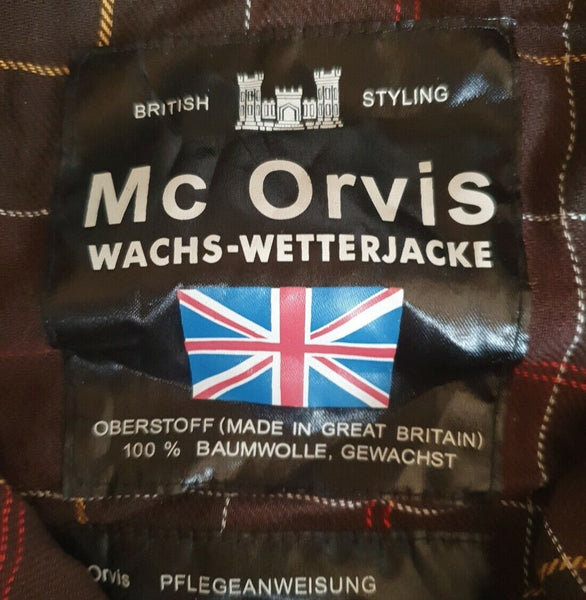 BRITISH STYLING
Mc Orvis
WACHS-WETTERJACKE
OBERSTOFF (MADE IN GREAT BRITAIN)
100 % BAUMWOLLE, GEWACHST
Orvis PFLEGEANWEISUNG